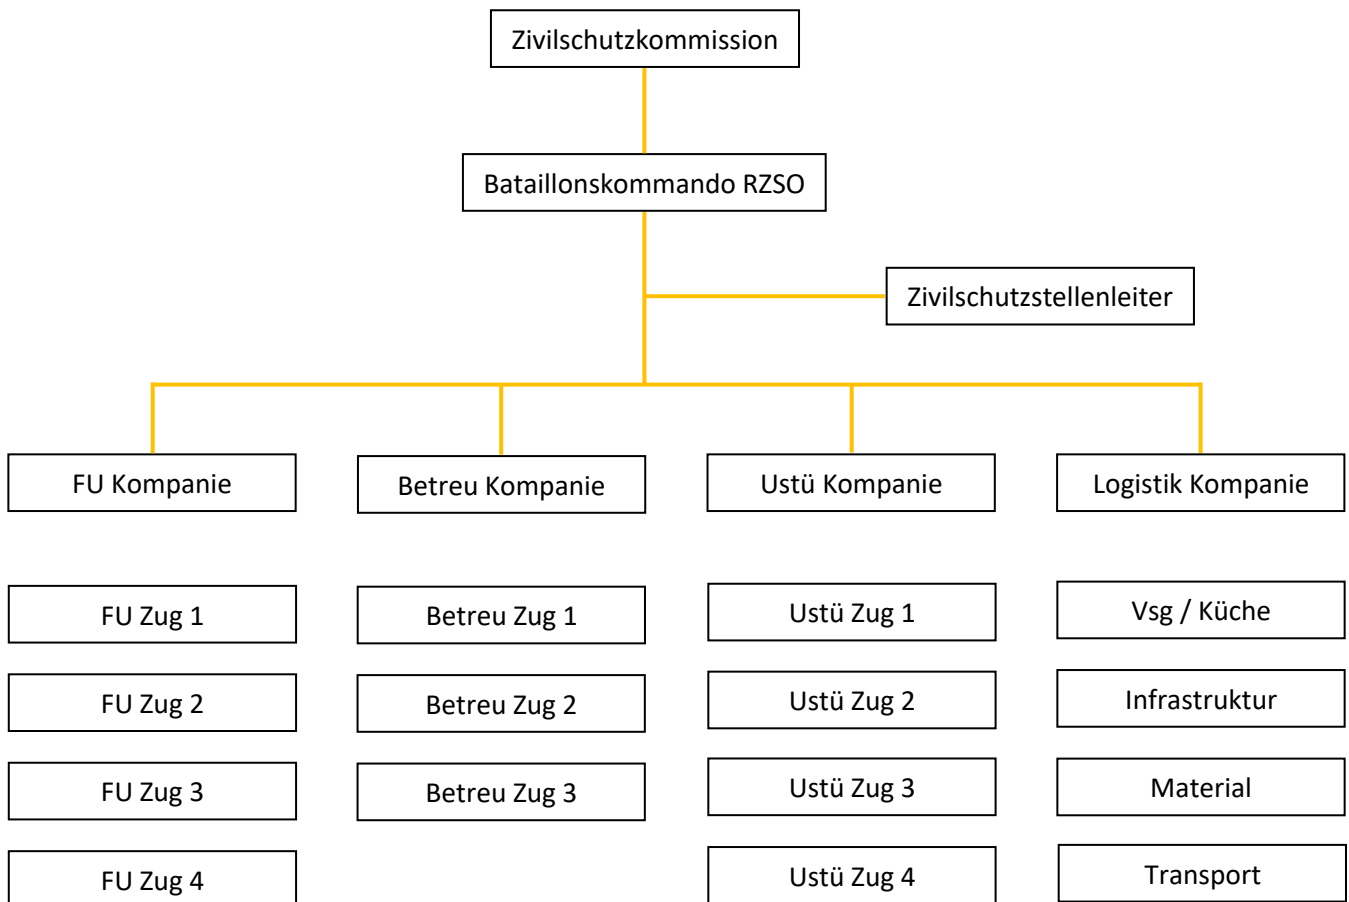 Zivilschutzkommission
Bataillonskommando RZSO
Zivilschutzstellenleiter
FU Kompanie
Betreu Kompanie
Ustü Kompanie
Logistik Kompanie
FU Zug 1
Betreu Zug 1
Ustü Zug 1
Vsg / Küche
FU Zug 2
Betreu Zug 2
Ustü Zug 2
Infrastruktur
FU Zug 3
Betreu Zug 3
Ustü Zug 3
Material
FU Zug 4
Ustü Zug 4
Transport